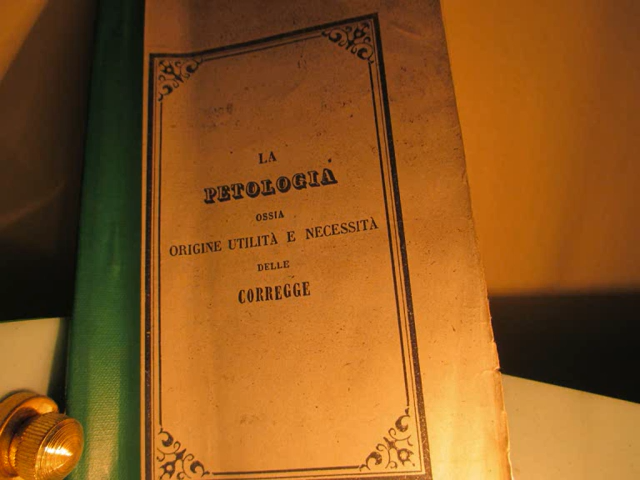 LA
PETOLOGIA
OSSIA
ORIGINE UTILITÀ E NECESSITÀ
DELLE
CORREGGE